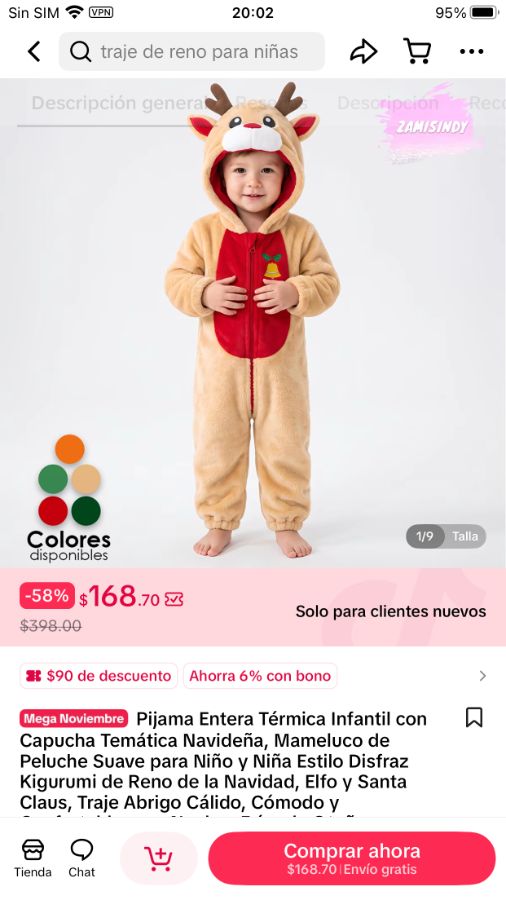 Sin SIM VPN 20:02 95%
traje de reno para niñas
Descripción general Reseñas Descripción
ZAMISINDY
Colores
disponibles
1/9 Talla
-58% $168.70
Solo para clientes nuevos
$398.00
$90 de descuento Ahorra 6% con bono
Mega Noviembre Pijama Entera Térmica Infantil con
Capucha Temática Navideña, Mameluco de
Peluche Suave para Niño y Niña Estilo Disfraz
Kigurumi de Reno de la Navidad, Elfo y Santa
Claus, Traje Abrigo Cálido, Cómodo y
Tienda Chat
Comprar ahora
$168.70 | Envío gratis